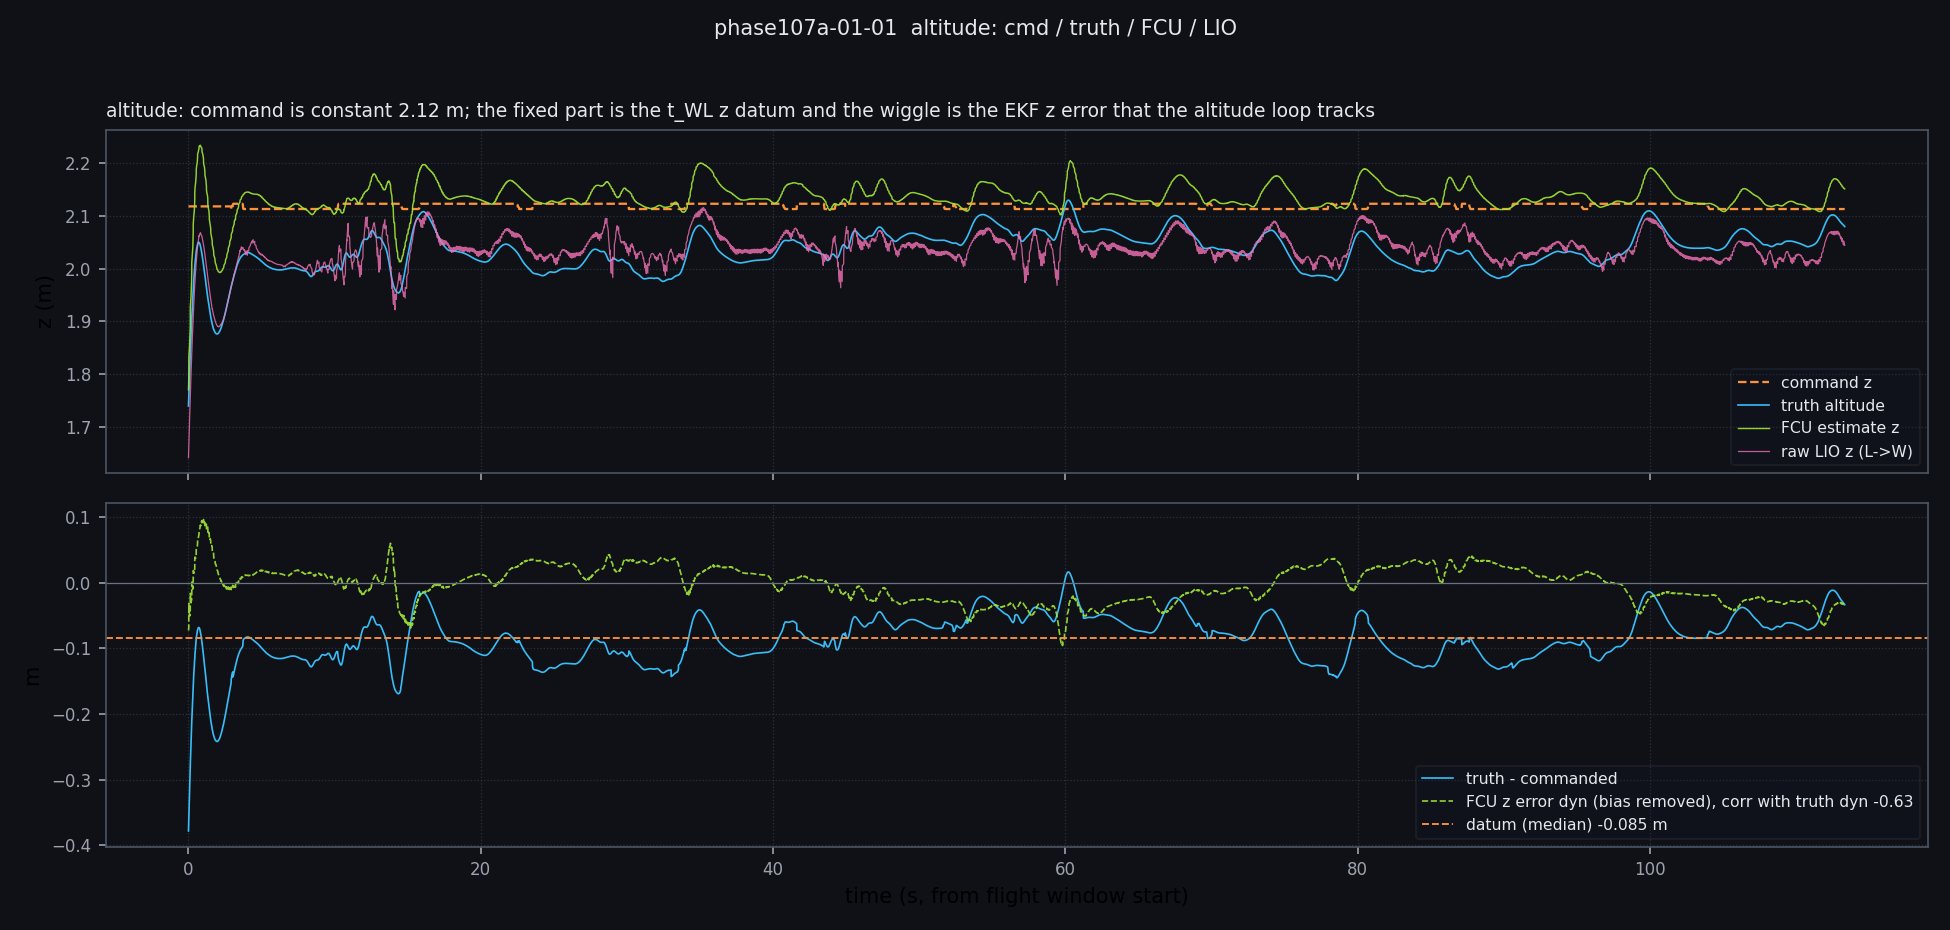 phase107a-01-01  altitude: cmd / truth / FCU / LIO
altitude: command is constant 2.12 m; the fixed part is the t_WL z datum and the wiggle is the EKF z error that the altitude loop tracks
z (m)
2.2
2.1
2.0
1.9
1.8
1.7
command z
truth altitude
FCU estimate z
raw LIO z (L->W)
m
0.1
0.0
−0.1
−0.2
−0.3
−0.4
truth - commanded
FCU z error dyn (bias removed), corr with truth dyn -0.63
datum (median) -0.085 m
0
20
40
60
80
100
time (s, from flight window start)